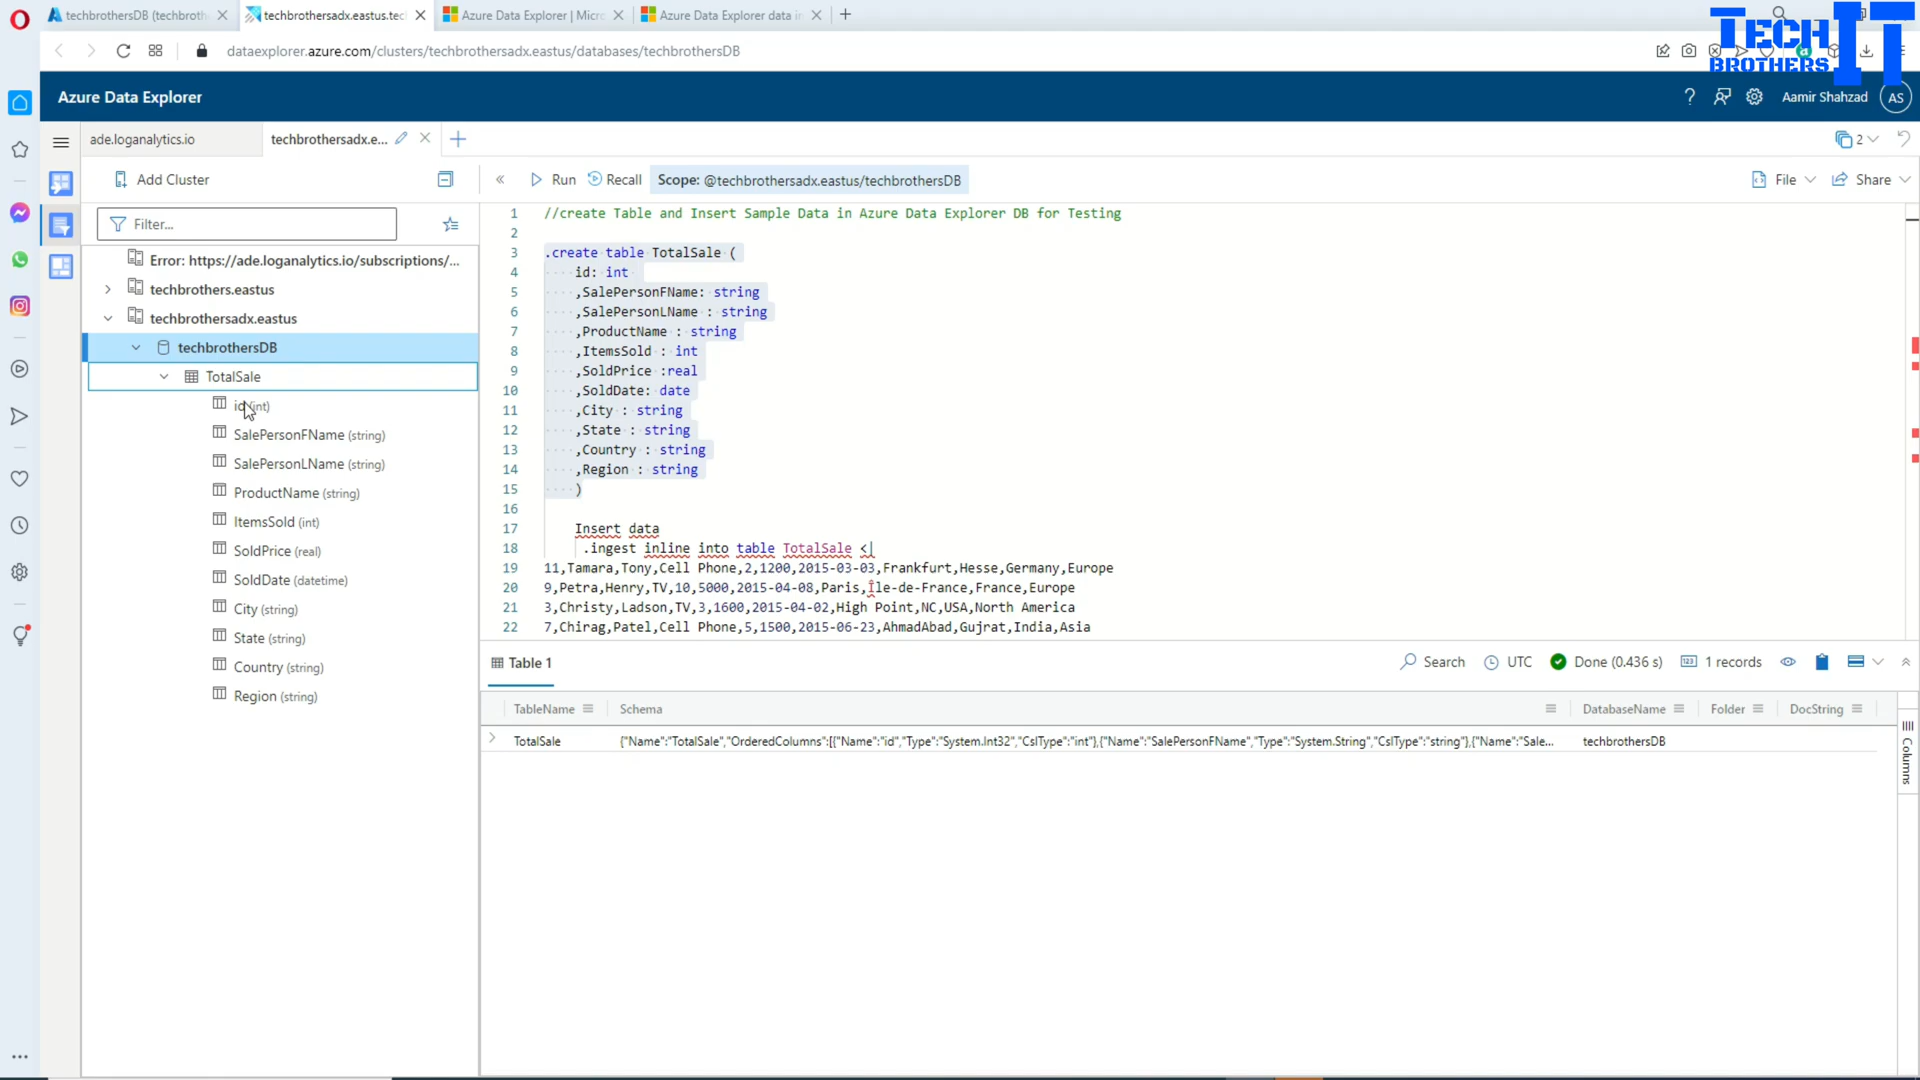 techbrothersDB (techbroth
techbrothersadx.eastus.tec
Azure Data Explorer | Micro
Azure Data Explorer data in
TECH IT
BROTHERS
dataexplorer.azure.com/clusters/techbrothersadx.eastus/databases/techbrothersDB
Azure Data Explorer
? Aamir Shahzad AS
ade.loganalytics.io
techbrothersadx.e...
2
Add Cluster
Run Recall Scope: @techbrothersadx.eastus/techbrothersDB
File Share
Filter...
Error: https://ade.loganalytics.io/subscriptions/...
techbrothers.eastus
techbrothersadx.eastus
techbrothersDB
TotalSale
id (int)
SalePersonFName (string)
SalePersonLName (string)
ProductName (string)
ItemsSold (int)
SoldPrice (real)
SoldDate (datetime)
City (string)
State (string)
Country (string)
Region (string)
1 //create Table and Insert Sample Data in Azure Data Explorer DB for Testing
2
3 .create table TotalSale (
4 id: int
5 ,SalePersonFName: string
6 ,SalePersonLName : string
7 ,ProductName : string
8 ,ItemsSold : int
9 ,SoldPrice :real
10 ,SoldDate: date
11 ,City : string
12 ,State : string
13 ,Country : string
14 ,Region : string
15 )
16
17 Insert data
18 .ingest inline into table TotalSale <|
19 11,Tamara,Tony,Cell Phone,2,1200,2015-03-03,Frankfurt,Hesse,Germany,Europe
20 9,Petra,Henry,TV,10,5000,2015-04-08,Paris,Île-de-France,France,Europe
21 3,Christy,Ladson,TV,3,1600,2015-04-02,High Point,NC,USA,North America
22 7,Chirag,Patel,Cell Phone,5,1500,2015-06-23,AhmadAbad,Gujrat,India,Asia
Table 1
Search UTC Done (0.436 s) 1 records
TableName Schema DatabaseName Folder DocString
TotalSale {"Name":"TotalSale","OrderedColumns":[{"Name":"id","Type":"System.Int32","CslType":"int"},{"Name":"SalePersonFName","Type":"System.String","CslType":"string"},{"Name":"Sale... techbrothersDB
Columns